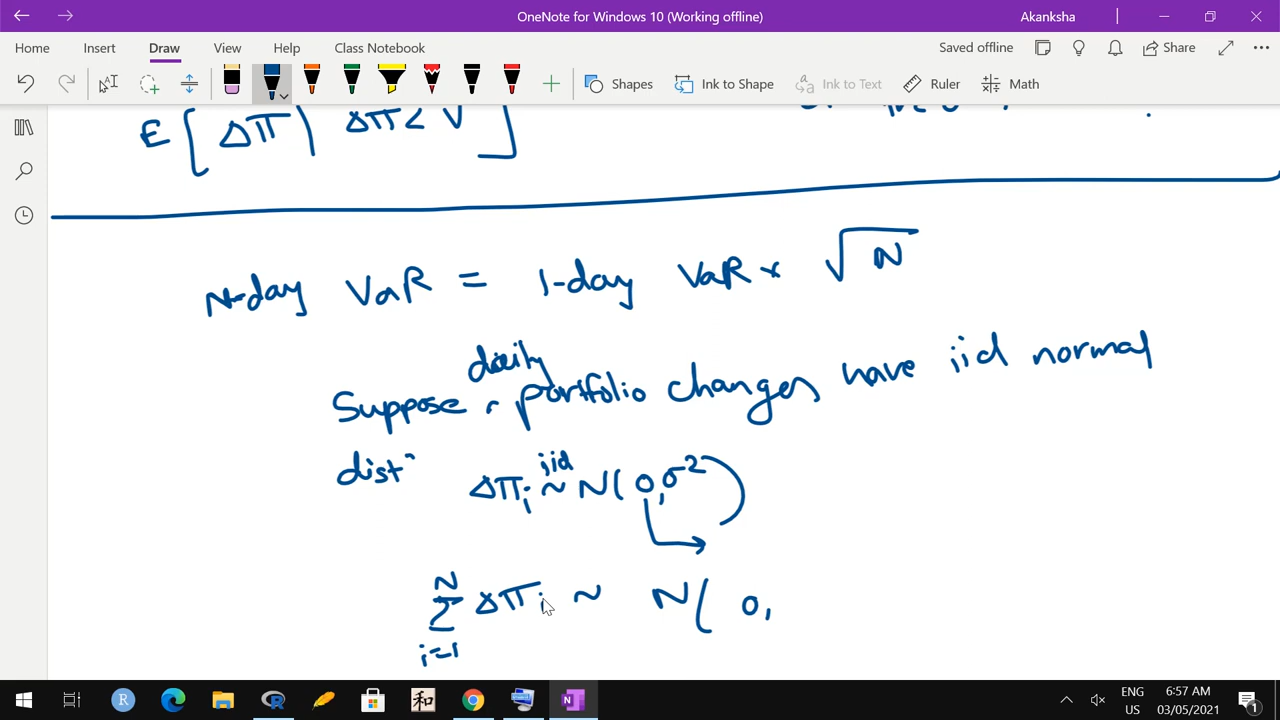 OneNote for Windows 10 (Working offline)
Akanksha
Home Insert Draw View Help Class Notebook Saved offline Share
Shapes Ink to Shape Ink to Text Ruler Math
E[ΔΠ | ΔΠ < V]
N-day VaR = 1-day VaR × √N
daily
Suppose portfolio changes have iid normal
dist
ΔΠi iid ~ N(0, σ²)
N
Σ ΔΠi ~ N( 0,
i=1
ENG 6:57 AM
US 03/05/2021